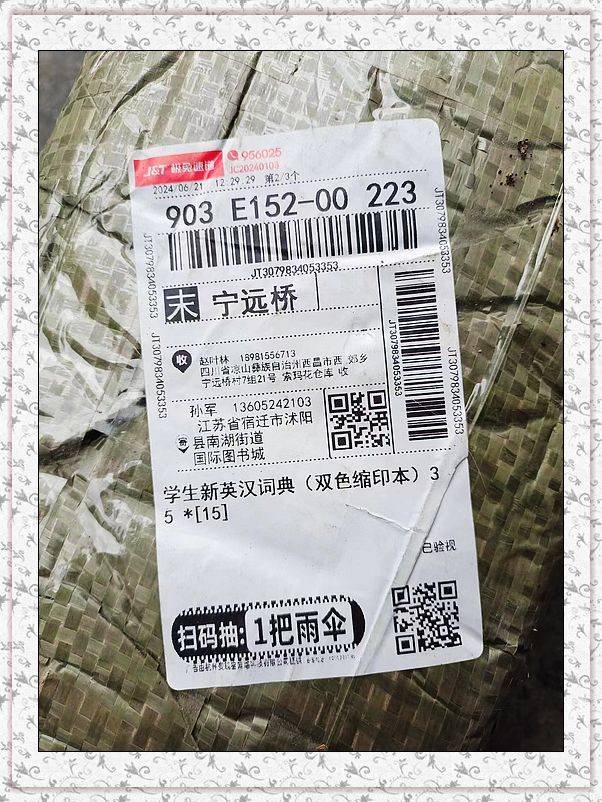 J&T 极兔速递
956025
JC20240103
2024/06/21 12:29:29 第2/3个
903 E152-00 223
JT3079834053353
末 宁远桥
收 赵叶林 18981556713
四川省凉山彝族自治州西昌市西 郊乡
宁远桥村7组21号 索玛花仓库 收
孙军 13605242103
江苏省宿迁市沭阳
县南湖街道
国际图书城
学生新英汉词典（双色缩印本）3
5 *[15]
已验视
扫码抽: 1把雨伞
JT3079834053353
JT3079834053353
JT3079834053353
JT3079834053353
JT3079834053353